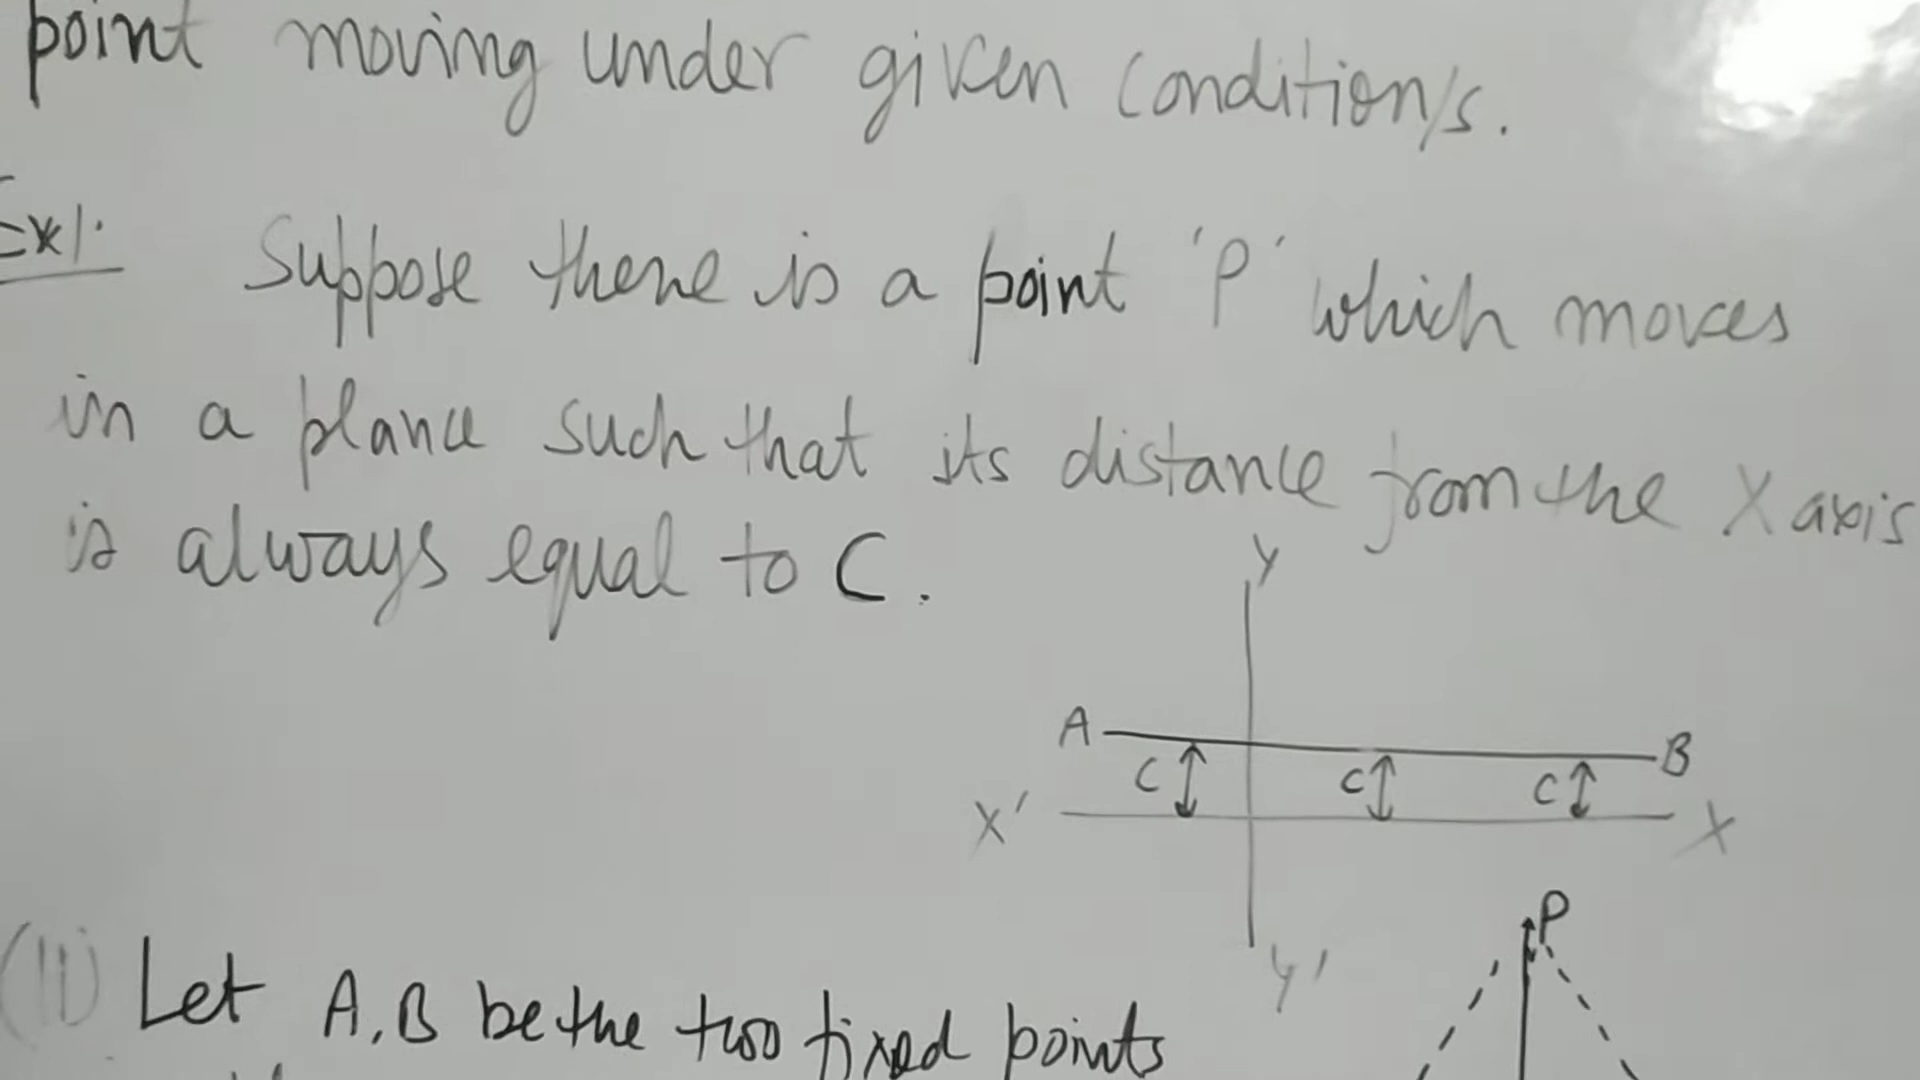 point moving under given condition/s.
Ex1. Suppose there is a point 'P' which moves
in a plane such that its distance from the X axis
is always equal to C.
Y
A B
C C C
X' X
Y'
P
(11) Let A, B be the two fixed points